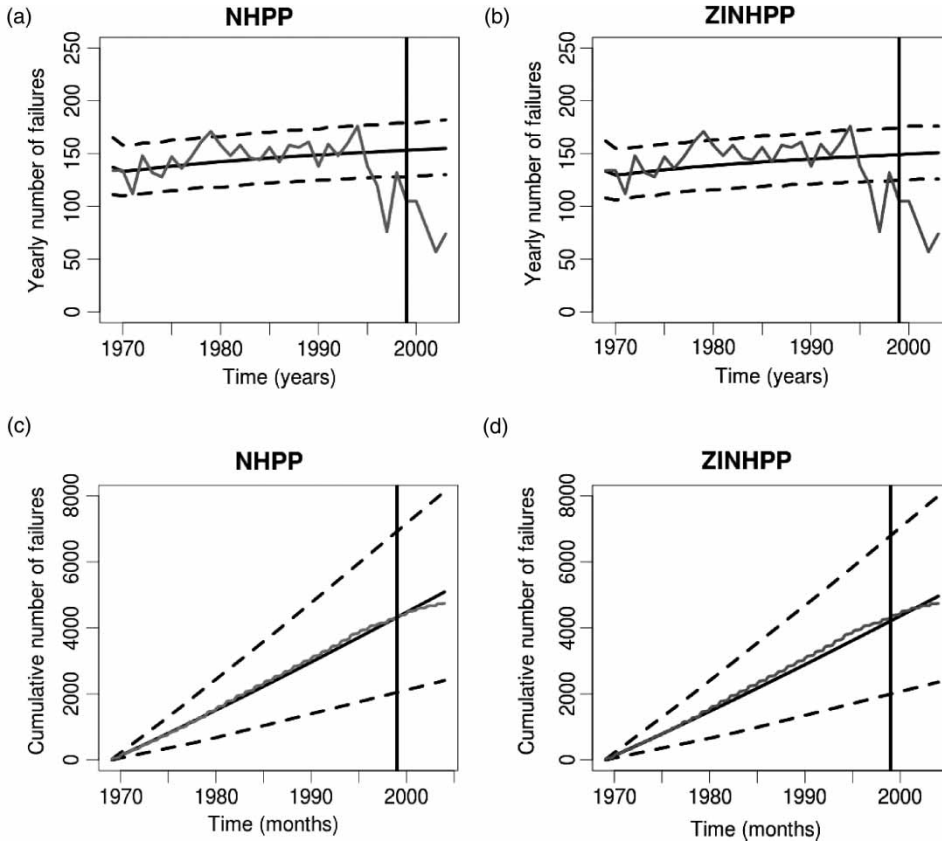 (a)
NHPP
Yearly number of failures
250
200
150
100
50
0
1970
1980
1990
2000
Time (years)
(b)
ZINHPP
Yearly number of failures
250
200
150
100
50
0
1970
1980
1990
2000
Time (years)
(c)
NHPP
Cumulative number of failures
8000
6000
4000
2000
0
1970
1980
1990
2000
Time (months)
(d)
ZINHPP
Cumulative number of failures
8000
6000
4000
2000
0
1970
1980
1990
2000
Time (months)